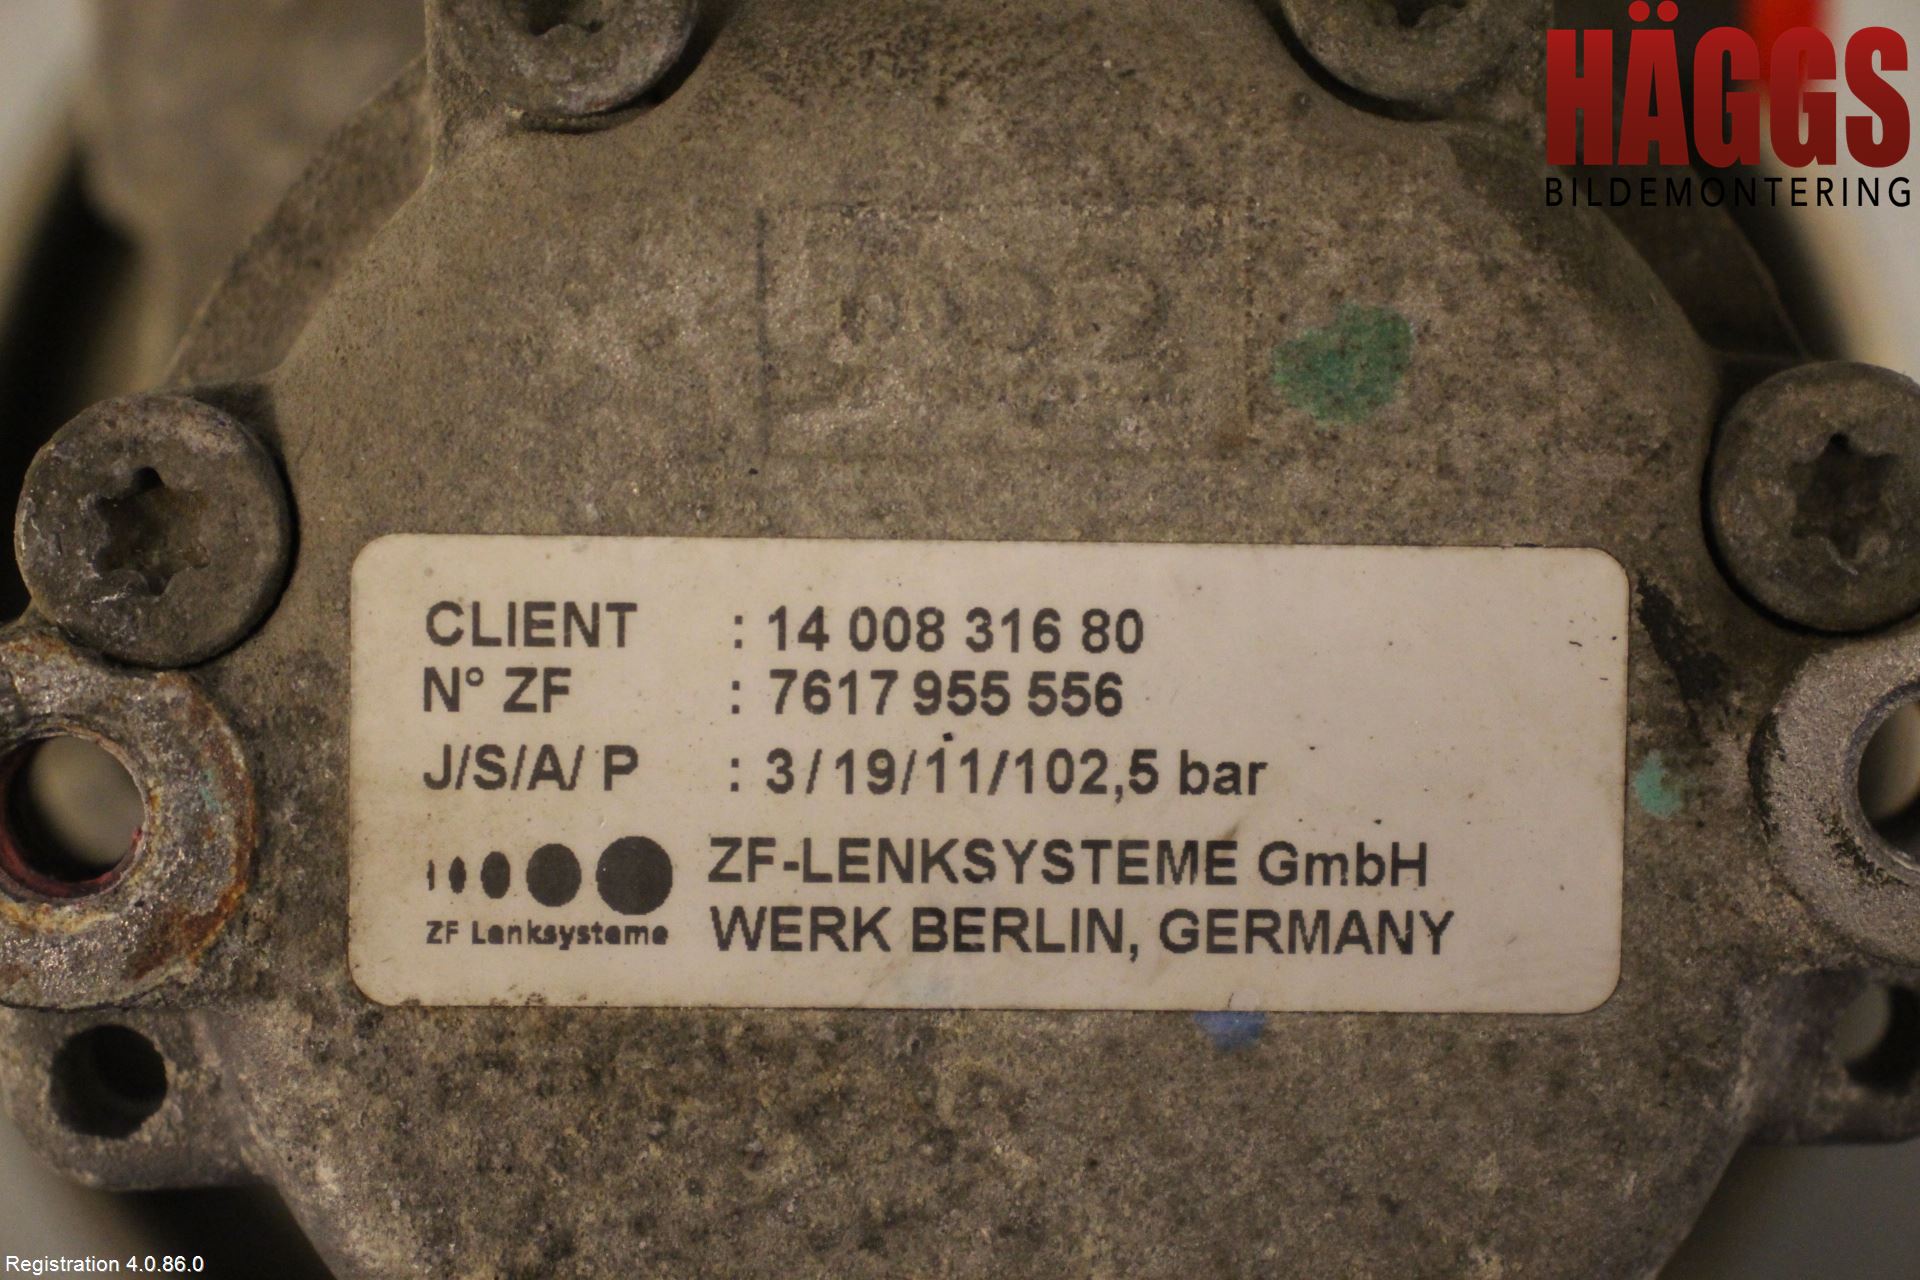 HÄGGS
BILDEMONTERING
CLIENT : 14 008 316 80
N° ZF : 7617 955 556
J/S/A/ P : 3/19/11/102,5 bar
ZF-LENKSYSTEME GmbH
ZF Lenksysteme WERK BERLIN, GERMANY
Registration 4.0.86.0